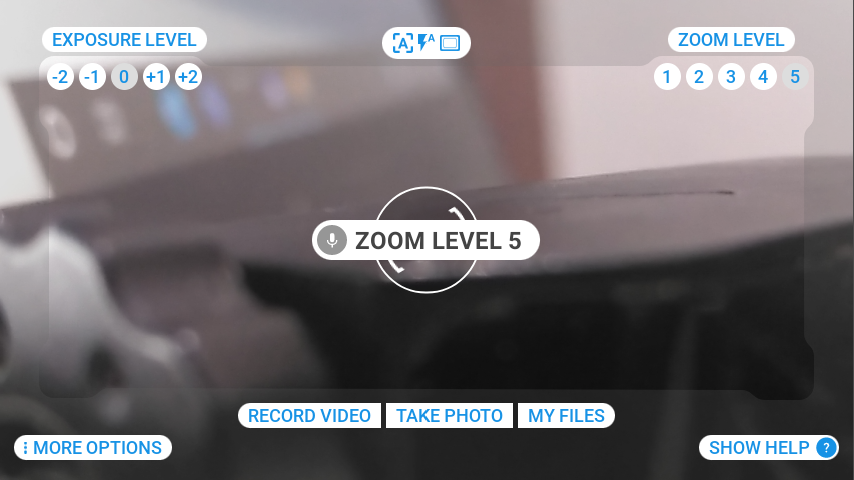 EXPOSURE LEVEL
-2 -1 0 +1 +2
A A
ZOOM LEVEL
1 2 3 4 5
ZOOM LEVEL 5
RECORD VIDEO TAKE PHOTO MY FILES
MORE OPTIONS
SHOW HELP ?